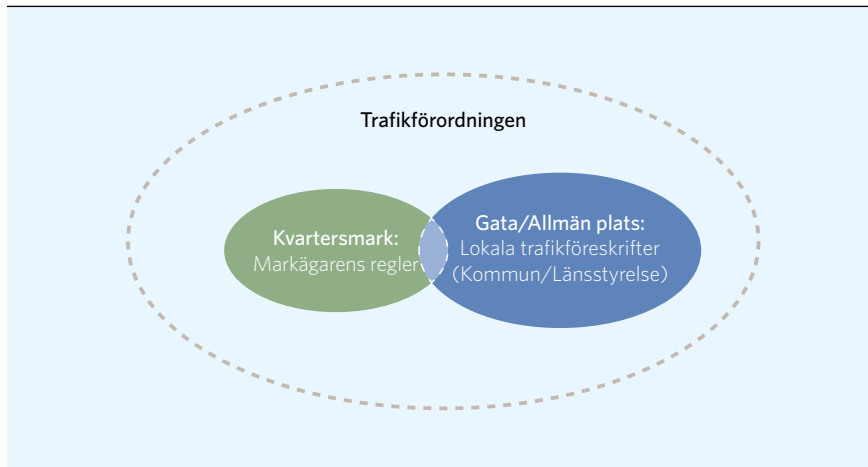 Trafikförordningen
Kvartersmark:
Markägarens regler
Gata/Allmän plats:
Lokala trafikföreskrifter
(Kommun/Länsstyrelse)